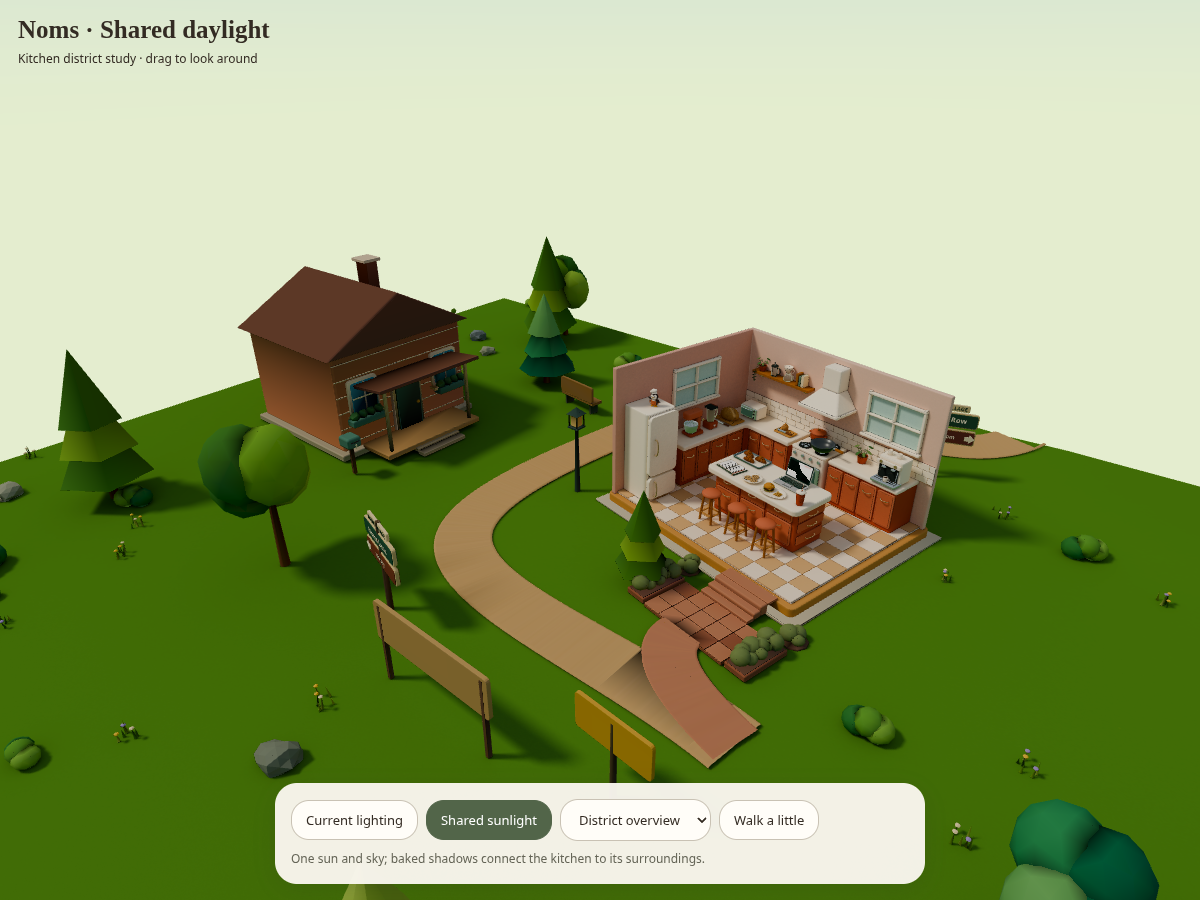 Noms · Shared daylight
Kitchen district study · drag to look around
Row
Current lighting
Shared sunlight
District overview
Walk a little
One sun and sky; baked shadows connect the kitchen to its surroundings.